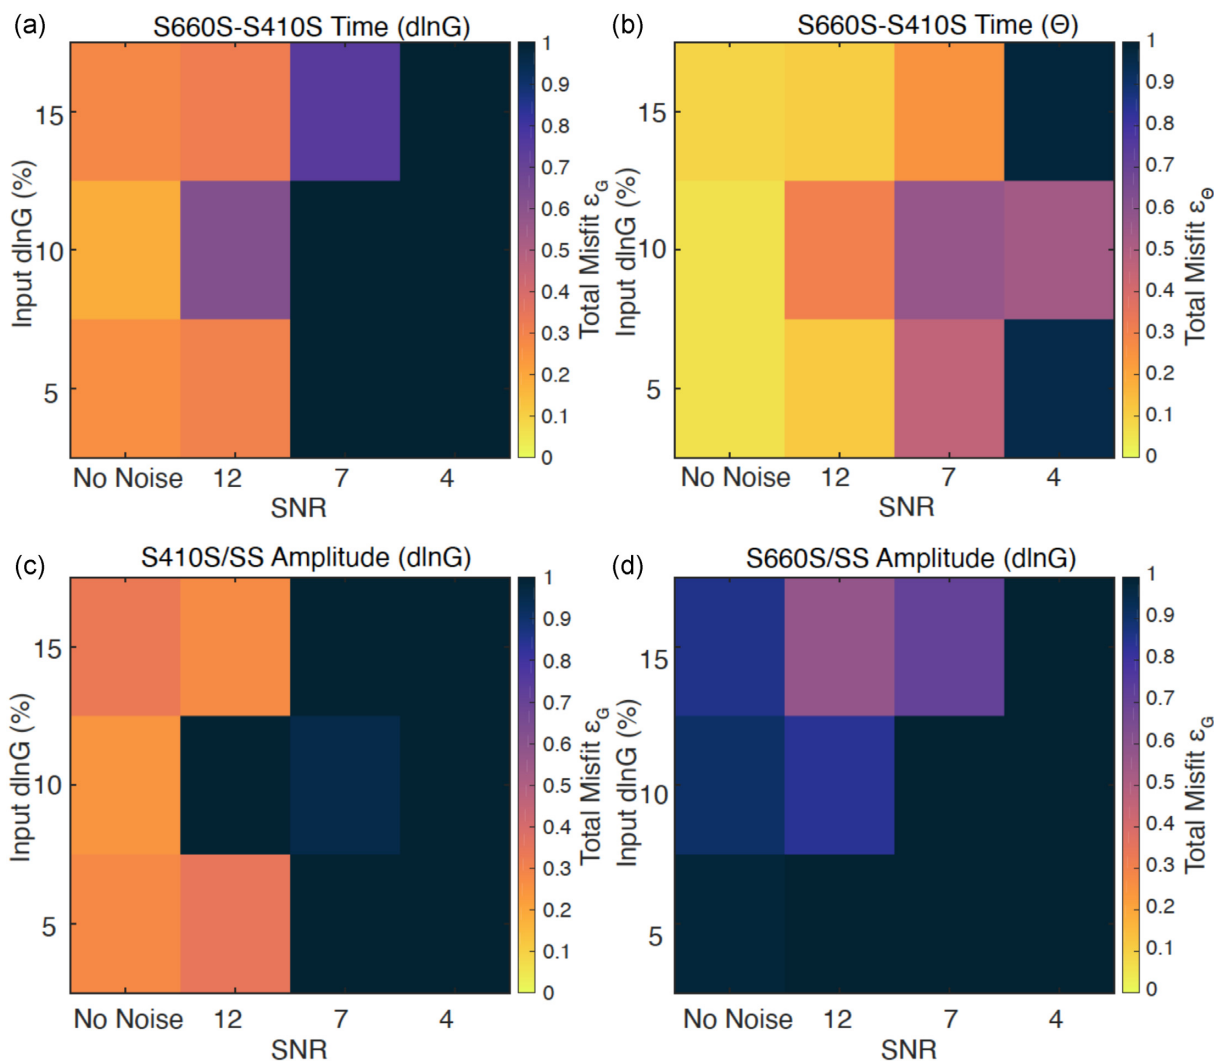 (a)
S660S-S410S Time (dlnG)
Input dlnG (%)
15
10
5
No Noise 12 7 4
SNR
1
0.9
0.8
0.7
0.6
0.5
0.4
0.3
0.2
0.1
0
Total Misfit εG
(b)
S660S-S410S Time (Θ)
Input dlnG (%)
15
10
5
No Noise 12 7 4
SNR
1
0.9
0.8
0.7
0.6
0.5
0.4
0.3
0.2
0.1
0
Total Misfit εΘ
(c)
S410S/SS Amplitude (dlnG)
Input dlnG (%)
15
10
5
No Noise 12 7 4
SNR
1
0.9
0.8
0.7
0.6
0.5
0.4
0.3
0.2
0.1
0
Total Misfit εG
(d)
S660S/SS Amplitude (dlnG)
Input dlnG (%)
15
10
5
No Noise 12 7 4
SNR
1
0.9
0.8
0.7
0.6
0.5
0.4
0.3
0.2
0.1
0
Total Misfit εG